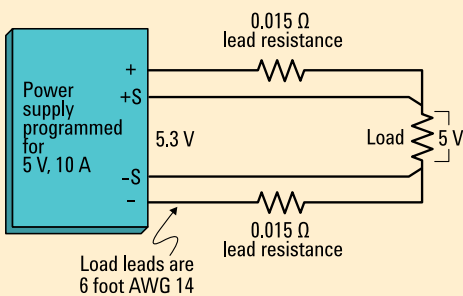 0.015 Ω
lead resistance
Power
supply
programmed
for
5 V, 10 A
+
+S
5.3 V
Load
5 V
–S
–
0.015 Ω
lead resistance
Load leads are
6 foot AWG 14